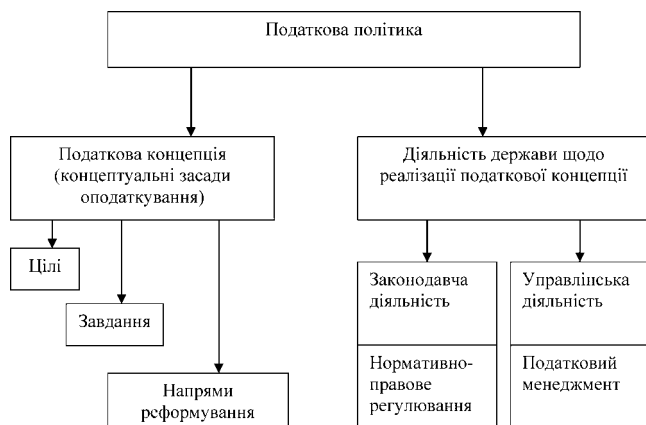 Податкова політика
Податкова концепція
(концептуальні засади
оподаткування)
Діяльність держави щодо
реалізації податкової концепції
Цілі
Завдання
Напрями
реформування
Законодавча
діяльність
Управлінська
діяльність
Нормативно-
правове
регулювання
Податковий
менеджмент